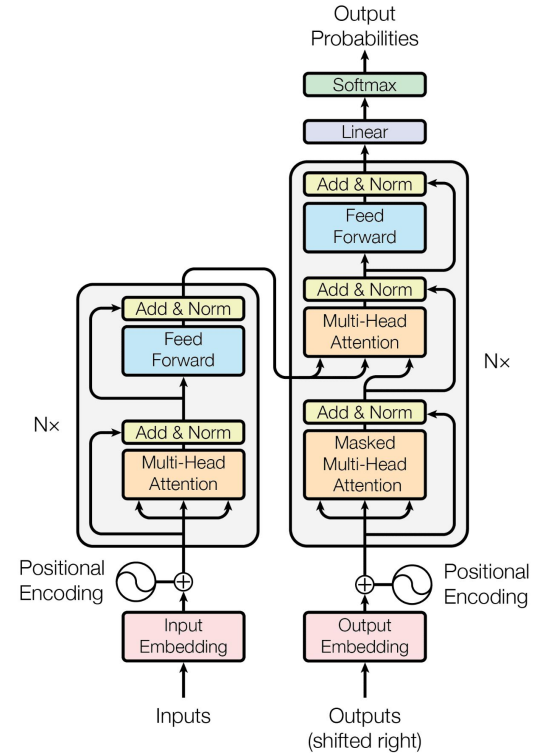 Output
Probabilities
Softmax
Linear
Add & Norm
Feed
Forward
Add & Norm
Multi-Head
Attention
Add & Norm
Masked
Multi-Head
Attention
N×
Add & Norm
Feed
Forward
N×
Add & Norm
Multi-Head
Attention
Positional
Encoding
Positional
Encoding
Input
Embedding
Output
Embedding
Inputs
Outputs
(shifted right)